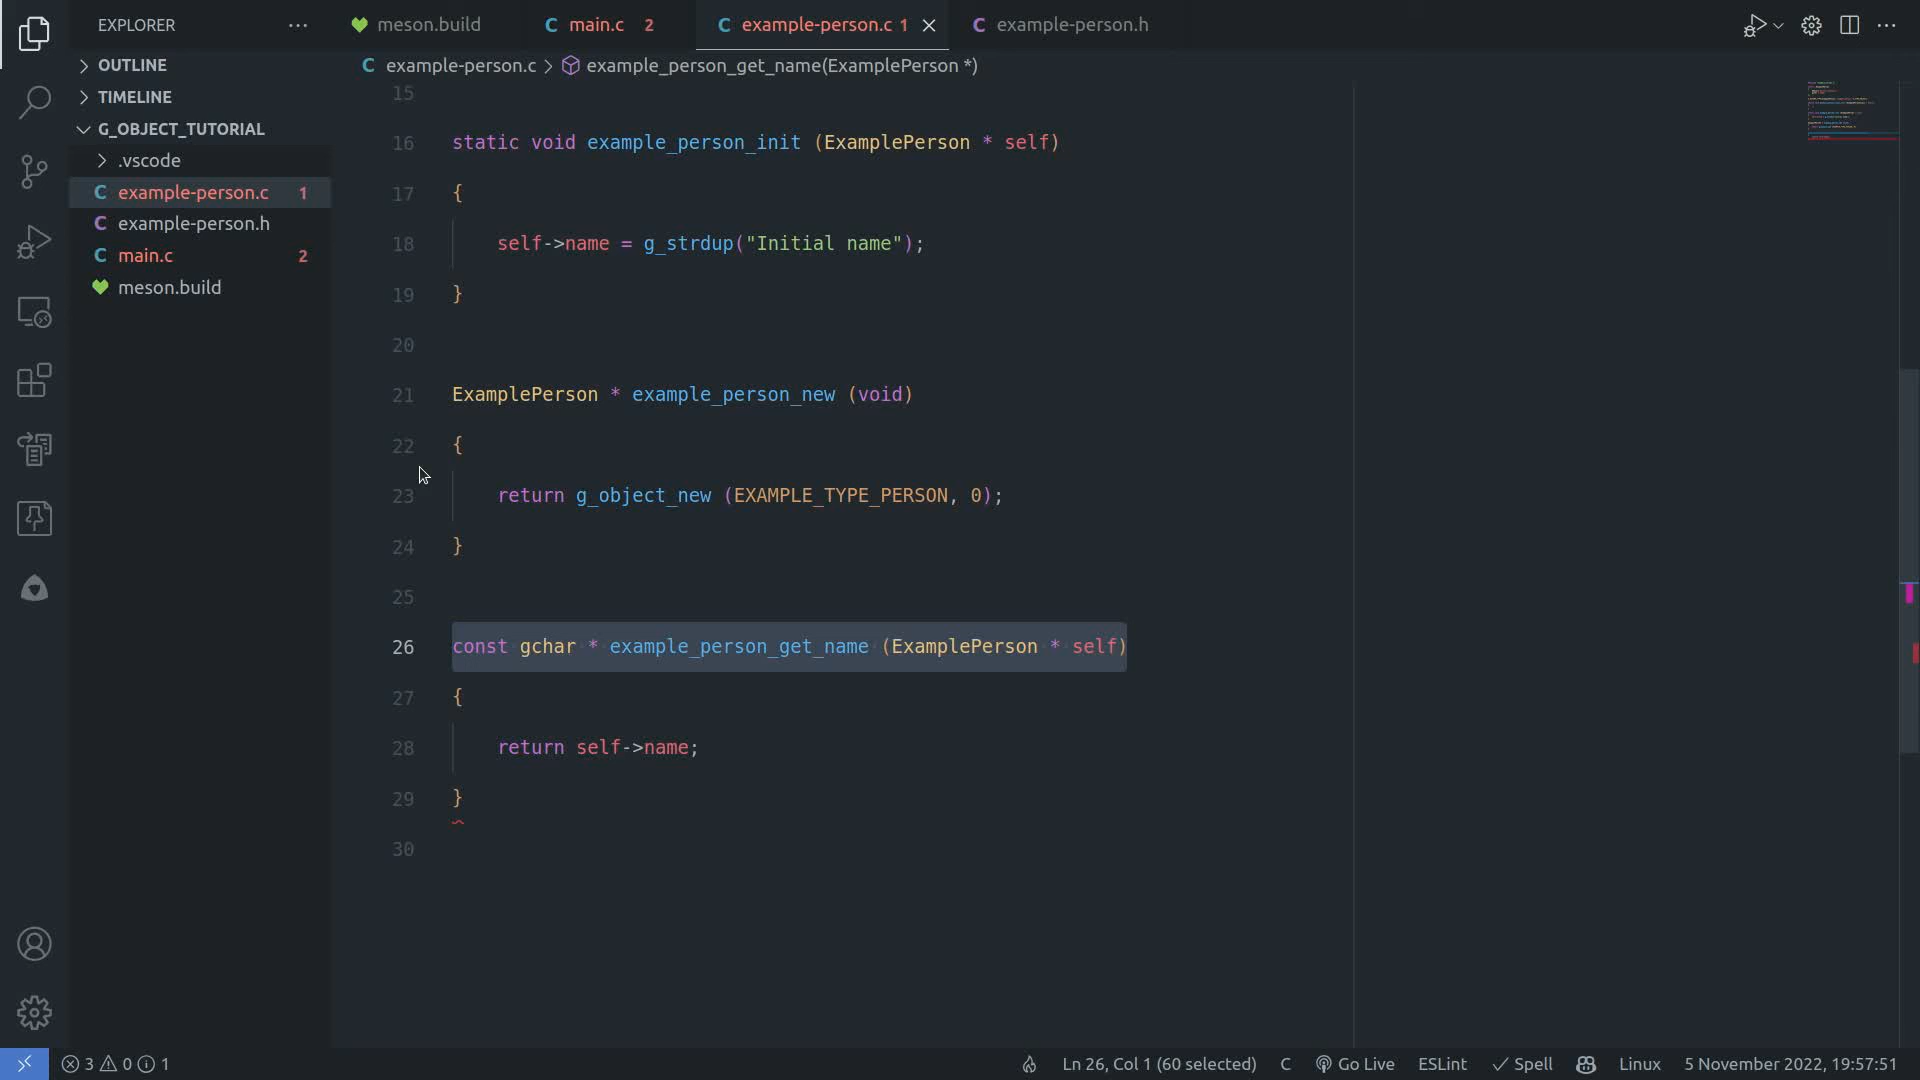 EXPLORER
meson.build
C main.c 2
C example-person.c 1
C example-person.h
OUTLINE
TIMELINE
G_OBJECT_TUTORIAL
.vscode
C example-person.c 1
C example-person.h
C main.c 2
meson.build
C example-person.c > example_person_get_name(ExamplePerson *)
15
16 static void example_person_init (ExamplePerson * self)
17 {
18 self->name = g_strdup("Initial name");
19 }
20
21 ExamplePerson * example_person_new (void)
22 {
23 return g_object_new (EXAMPLE_TYPE_PERSON, 0);
24 }
25
26 const gchar * example_person_get_name (ExamplePerson * self)
27 {
28 return self->name;
29 }
30
3 0 1
Ln 26, Col 1 (60 selected)
C
Go Live
ESLint
Spell
Linux
5 November 2022, 19:57:51